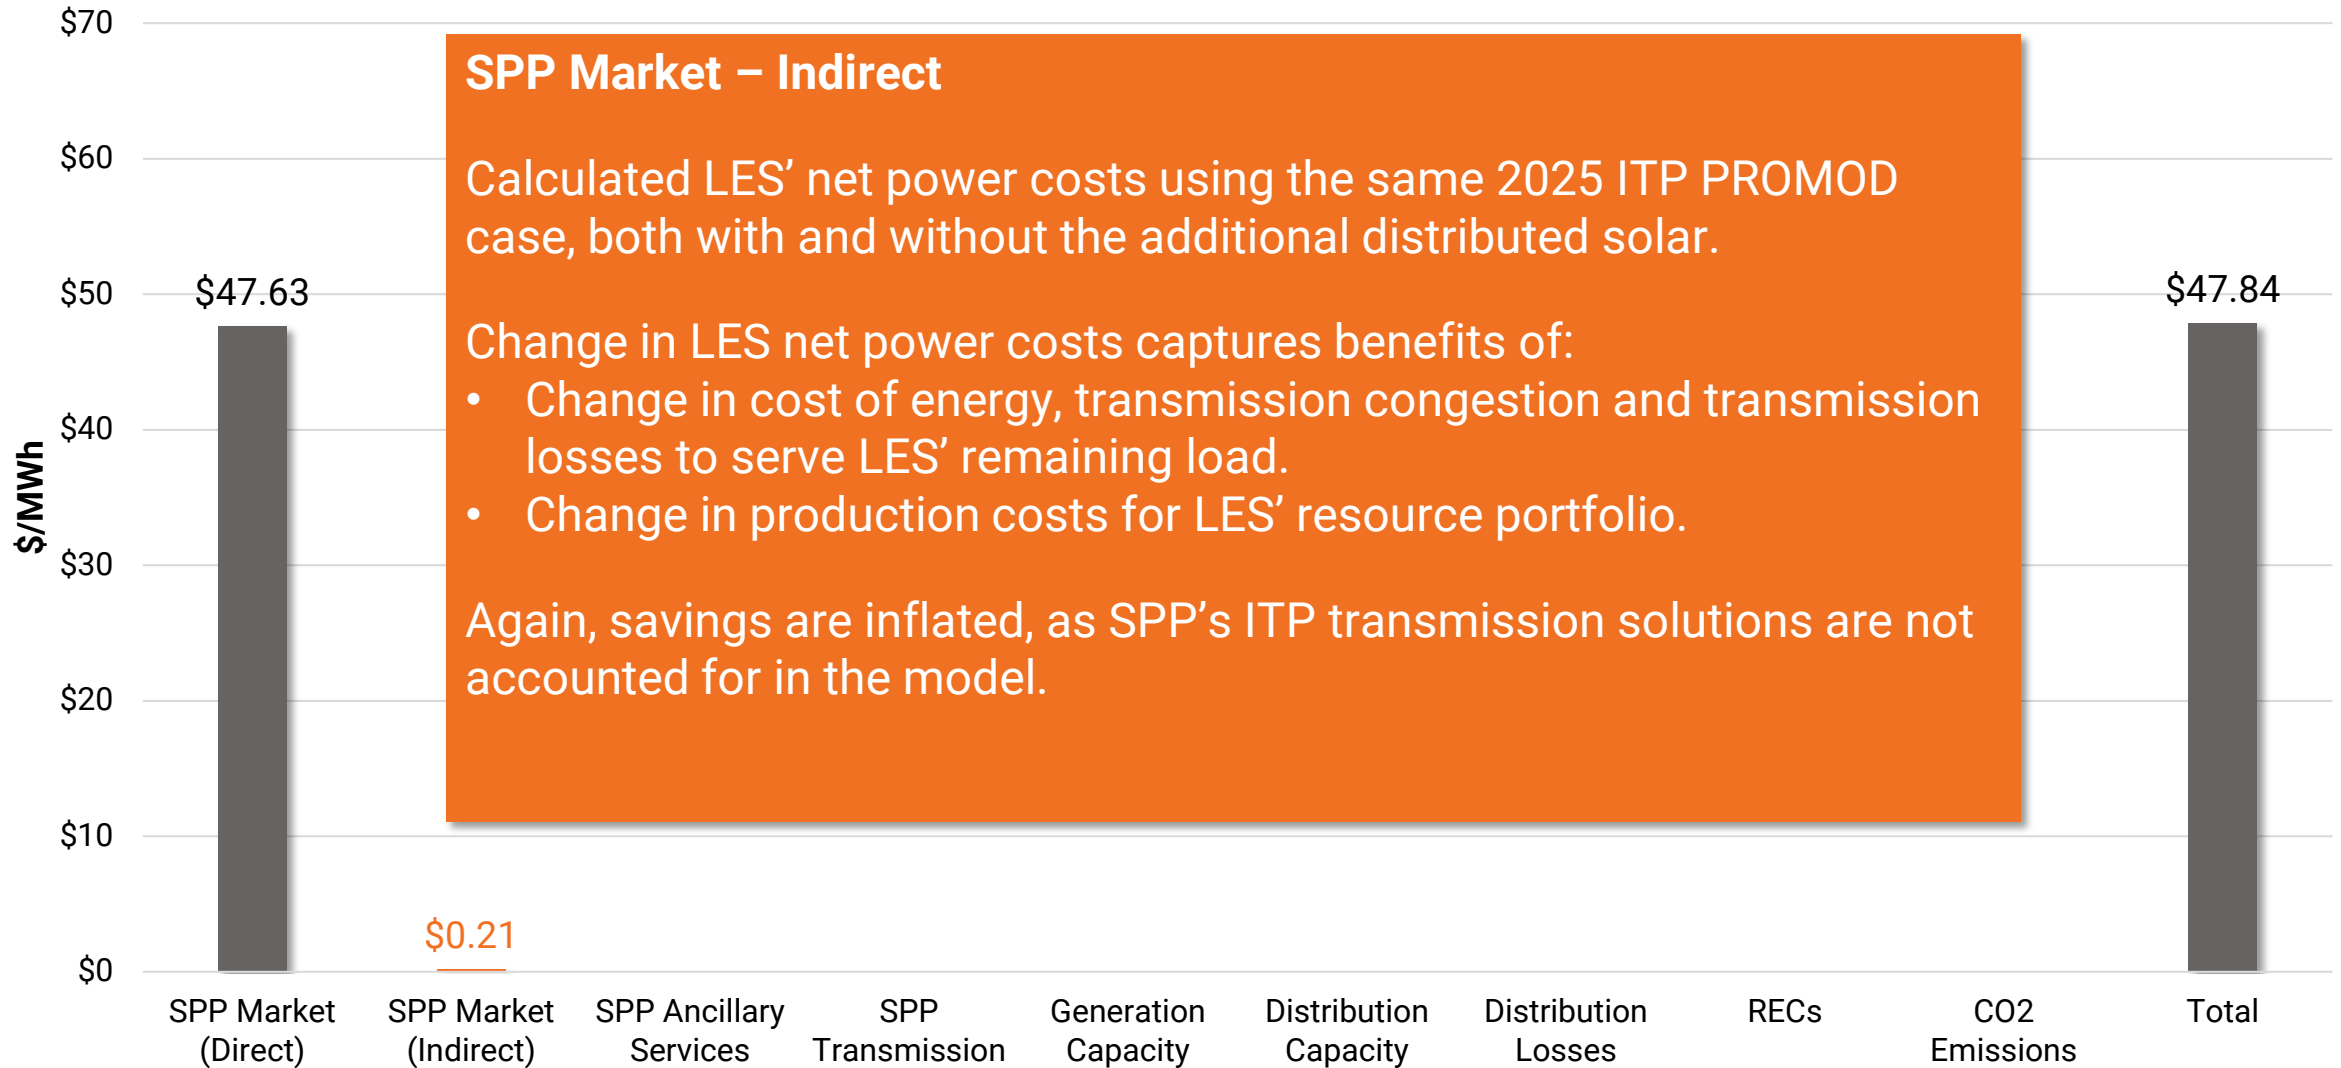 $70
$60
$50
$40
$30
$20
$10
$0
$/MWh
SPP Market – Indirect
Calculated LES’ net power costs using the same 2025 ITP PROMOD
case, both with and without the additional distributed solar.
Change in LES net power costs captures benefits of:
• Change in cost of energy, transmission congestion and transmission
losses to serve LES’ remaining load.
• Change in production costs for LES’ resource portfolio.
Again, savings are inflated, as SPP’s ITP transmission solutions are not
accounted for in the model.
$47.63
$0.21
$47.84
SPP Market
(Direct)
SPP Market
(Indirect)
SPP Ancillary
Services
SPP
Transmission
Generation
Capacity
Distribution
Capacity
Distribution
Losses
RECs
CO2
Emissions
Total